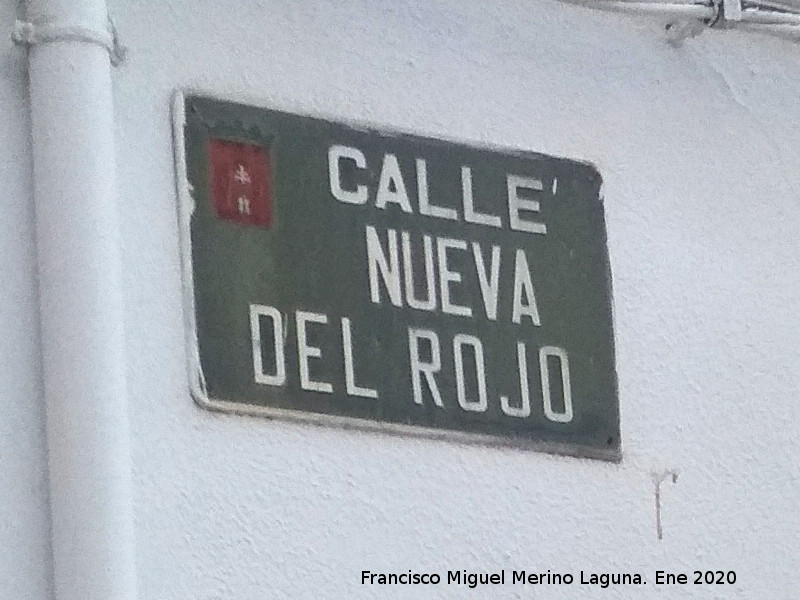 CALLE
NUEVA
DEL ROJO
Francisco Miguel Merino Laguna. Ene 2020